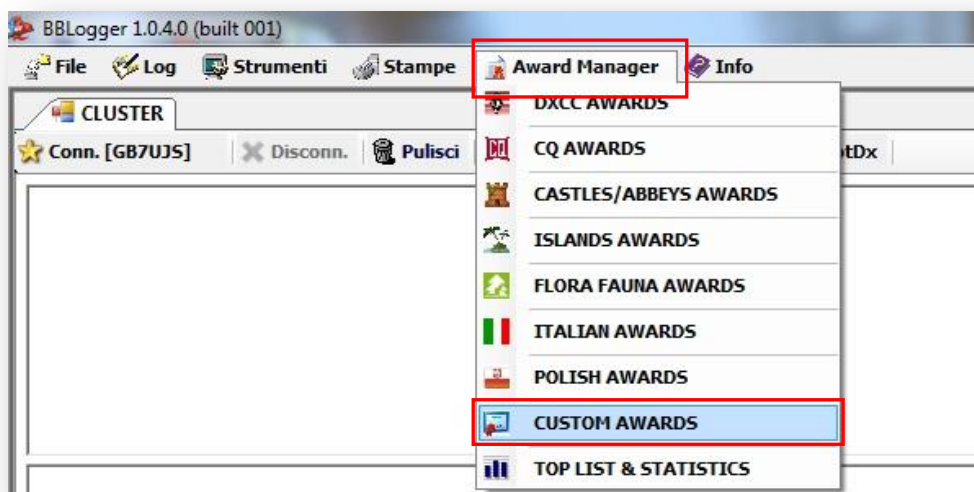 BBLogger 1.0.4.0 (built 001)
File Log Strumenti Stampe Award Manager Info
CLUSTER
Conn. [GB7UJS] Disconn. Pulisci tDx
DXCC AWARDS
CQ AWARDS
CASTLES/ABBEYS AWARDS
ISLANDS AWARDS
FLORA FAUNA AWARDS
ITALIAN AWARDS
POLISH AWARDS
CUSTOM AWARDS
TOP LIST & STATISTICS